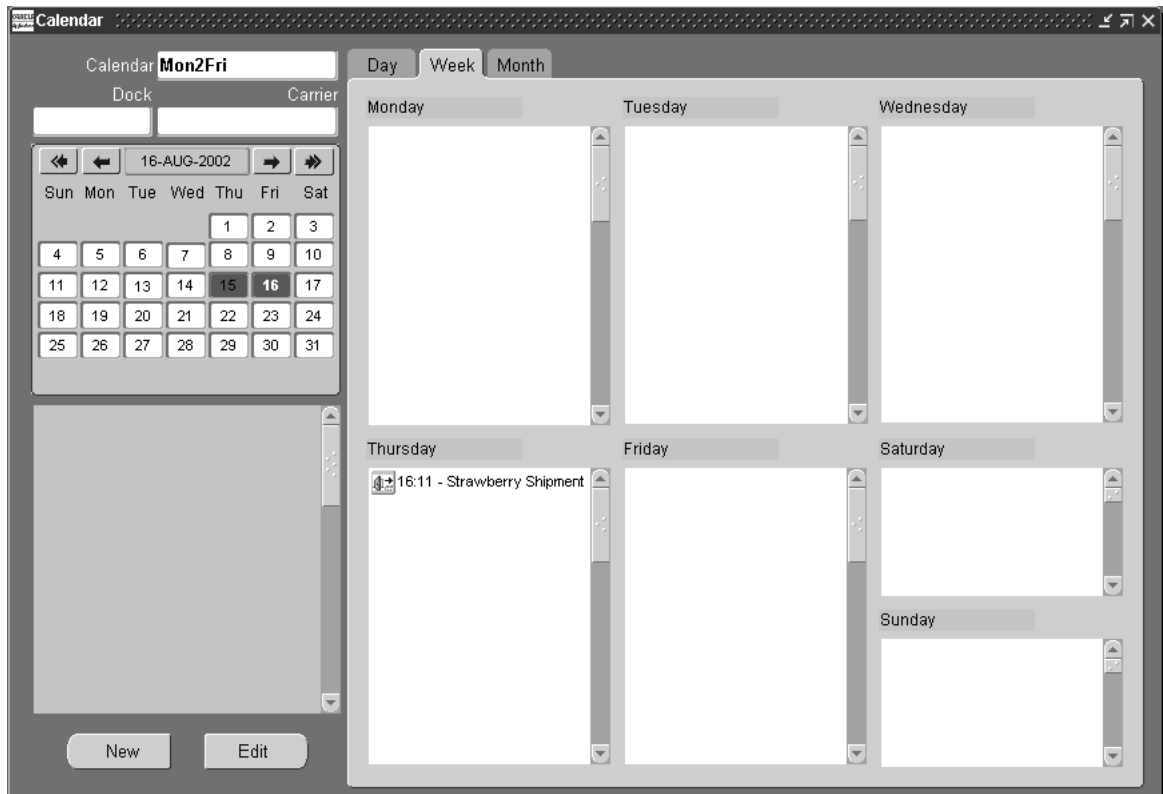 ORACLE Calendar
Calendar Mon2Fri
Dock Carrier
16-AUG-2002
Sun Mon Tue Wed Thu Fri Sat
1 2 3
4 5 6 7 8 9 10
11 12 13 14 15 16 17
18 19 20 21 22 23 24
25 26 27 28 29 30 31
New Edit
Day Week Month
Monday Tuesday Wednesday
Thursday Friday Saturday
16:11 - Strawberry Shipment
Sunday